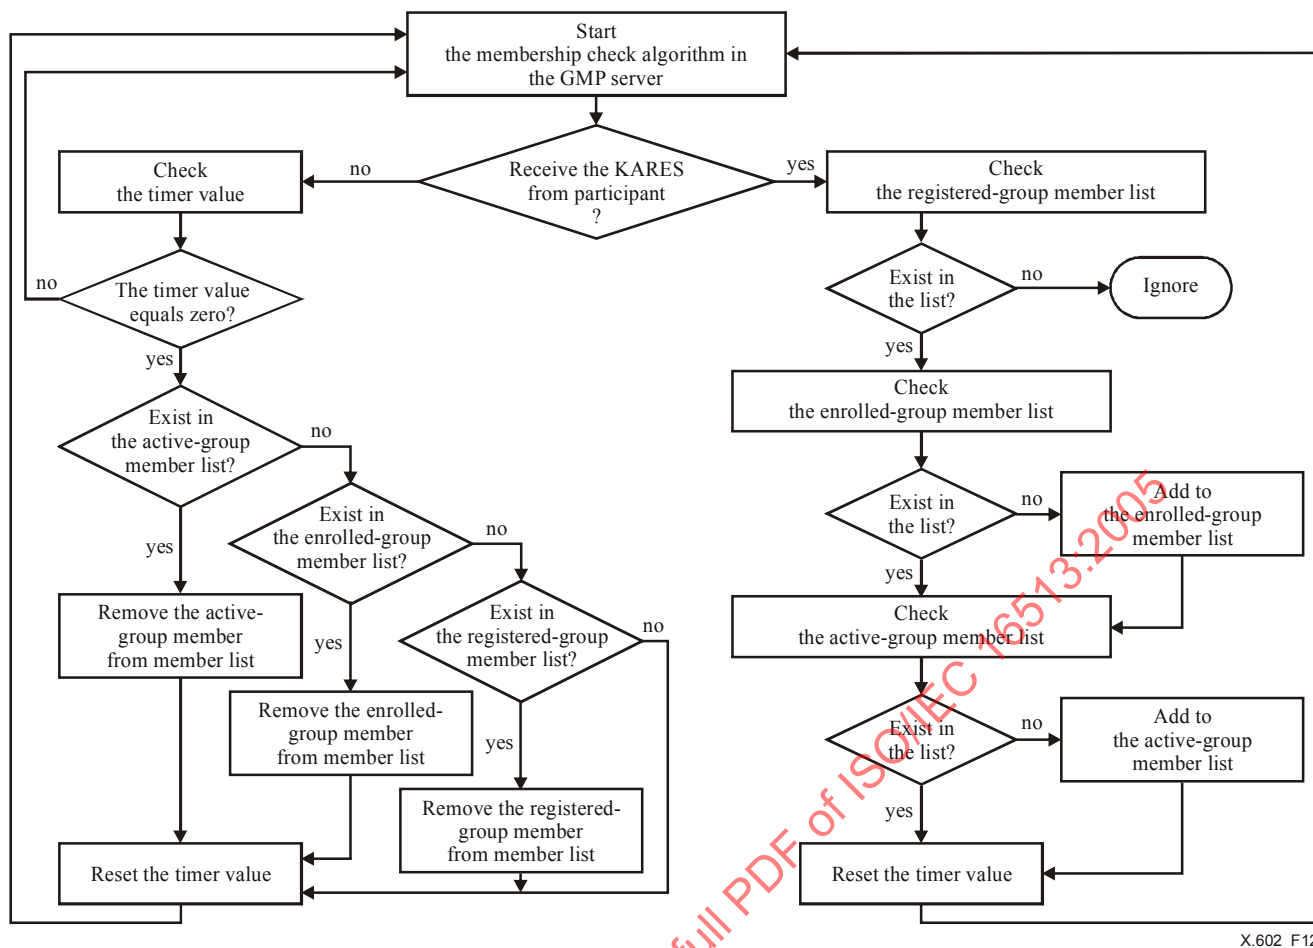 Start
the membership check algorithm in
the GMP server
Receive the KARES
from participant
?
no
yes
Check
the timer value
The timer value
equals zero?
no
yes
Exist in
the active-group
member list?
no
yes
Exist in
the enrolled-group
member list?
no
yes
Exist in
the registered-group
member list?
no
yes
Remove the active-
group member
from member list
Remove the enrolled-
group member
from member list
Remove the registered-
group member
from member list
Reset the timer value
Check
the registered-group member list
Exist in
the list?
no
Ignore
yes
Check
the enrolled-group member list
Exist in
the list?
no
Add to
the enrolled-group
member list
yes
Check
the active-group member list
Exist in
the list?
no
Add to
the active-group
member list
yes
Reset the timer value
full PDF of ISO/IEC 16513:2005
X.602_F12